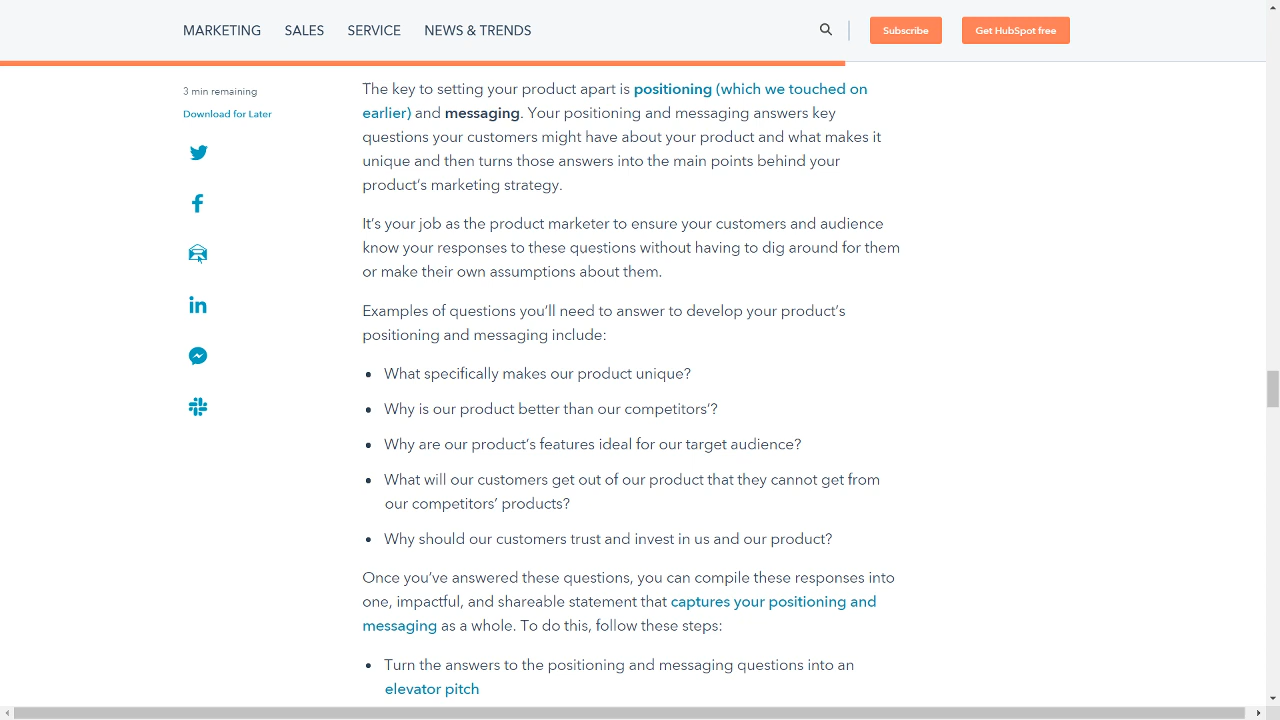 MARKETING SALES SERVICE NEWS & TRENDS Subscribe Get HubSpot free
3 min remaining
Download for Later
The key to setting your product apart is positioning (which we touched on
earlier) and messaging. Your positioning and messaging answers key
questions your customers might have about your product and what makes it
unique and then turns those answers into the main points behind your
product’s marketing strategy.
It’s your job as the product marketer to ensure your customers and audience
know your responses to these questions without having to dig around for them
or make their own assumptions about them.
Examples of questions you’ll need to answer to develop your product’s
positioning and messaging include:
• What specifically makes our product unique?
• Why is our product better than our competitors’?
• Why are our product’s features ideal for our target audience?
• What will our customers get out of our product that they cannot get from
our competitors’ products?
• Why should our customers trust and invest in us and our product?
Once you’ve answered these questions, you can compile these responses into
one, impactful, and shareable statement that captures your positioning and
messaging as a whole. To do this, follow these steps:
• Turn the answers to the positioning and messaging questions into an
elevator pitch